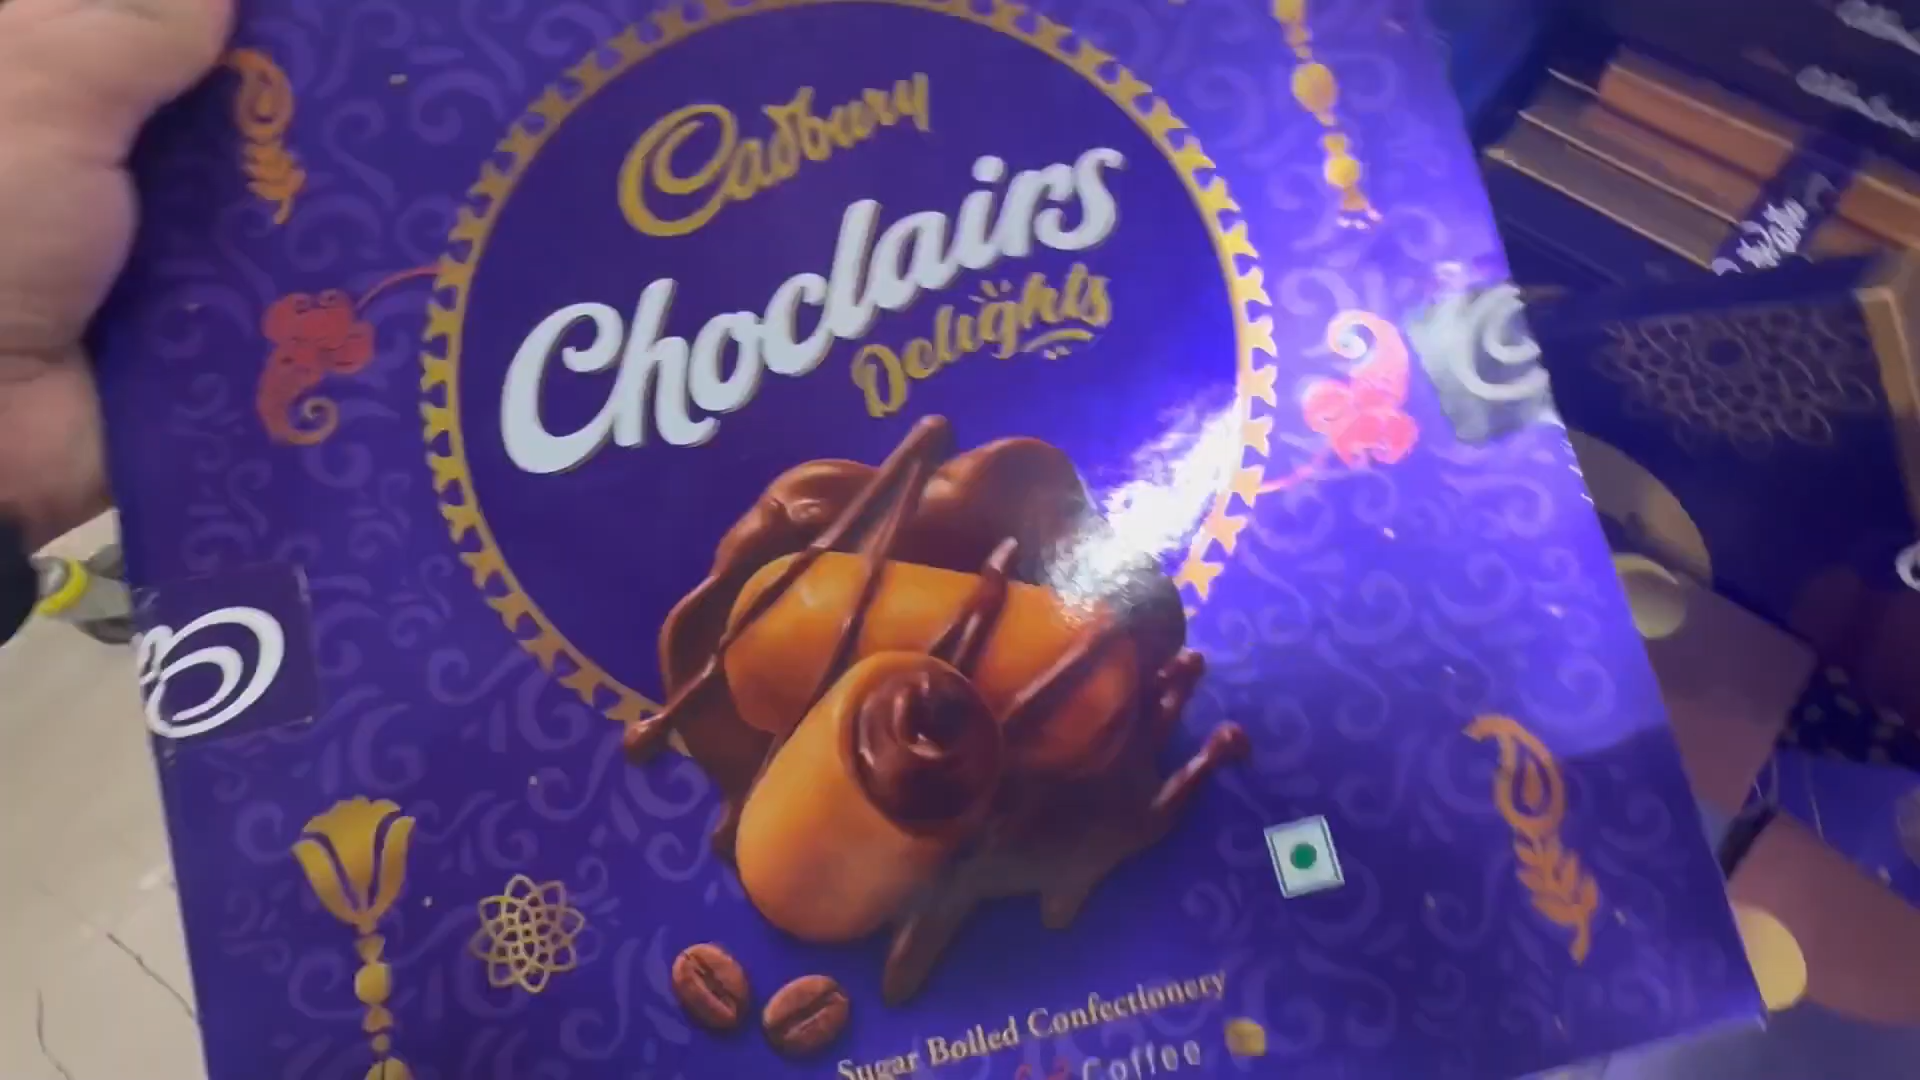 Cadbury
Choclairs
Delights
Sugar Boiled Confectionery
Coffee